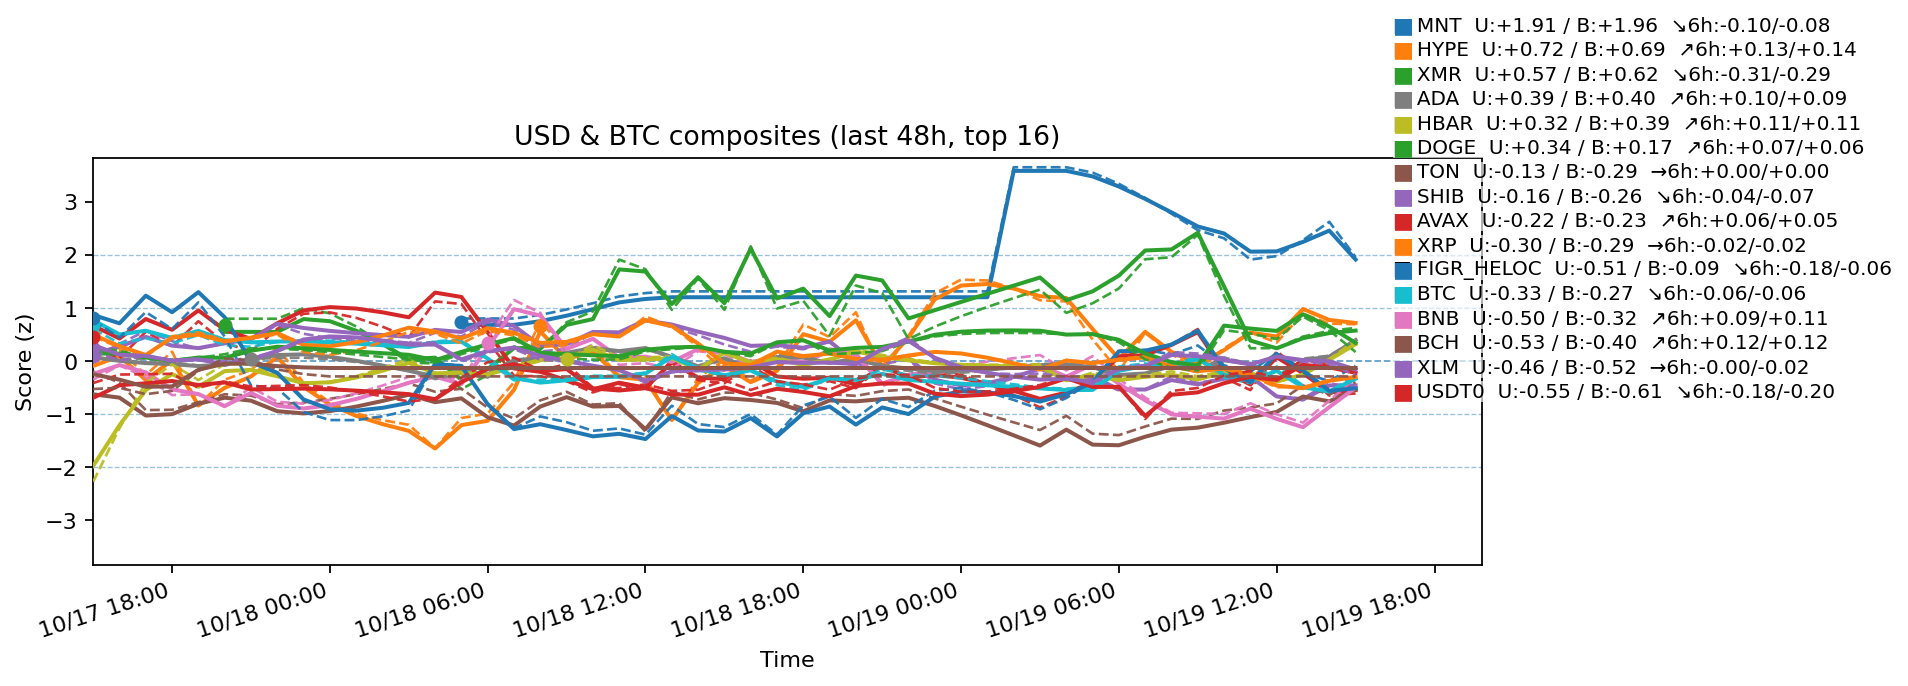 MNT U:+1.91 / B:+1.96 ↘6h:-0.10/-0.08
HYPE U:+0.72 / B:+0.69 ↗6h:+0.13/+0.14
XMR U:+0.57 / B:+0.62 ↘6h:-0.31/-0.29
ADA U:+0.39 / B:+0.40 ↗6h:+0.10/+0.09
HBAR U:+0.32 / B:+0.39 ↗6h:+0.11/+0.11
DOGE U:+0.34 / B:+0.17 ↗6h:+0.07/+0.06
TON U:-0.13 / B:-0.29 →6h:+0.00/+0.00
SHIB U:-0.16 / B:-0.26 ↘6h:-0.04/-0.07
AVAX U:-0.22 / B:-0.23 ↗6h:+0.06/+0.05
XRP U:-0.30 / B:-0.29 →6h:-0.02/-0.02
FIGR_HELOC U:-0.51 / B:-0.09 ↘6h:-0.18/-0.06
BTC U:-0.33 / B:-0.27 ↘6h:-0.06/-0.06
BNB U:-0.50 / B:-0.32 ↗6h:+0.09/+0.11
BCH U:-0.53 / B:-0.40 ↗6h:+0.12/+0.12
XLM U:-0.46 / B:-0.52 →6h:-0.00/-0.02
USDT0 U:-0.55 / B:-0.61 ↘6h:-0.18/-0.20
USD & BTC composites (last 48h, top 16)
Score (z)
3
2
1
0
−1
−2
−3
10/17 18:00
10/18 00:00
10/18 06:00
10/18 12:00
10/18 18:00
10/19 00:00
10/19 06:00
10/19 12:00
10/19 18:00
Time